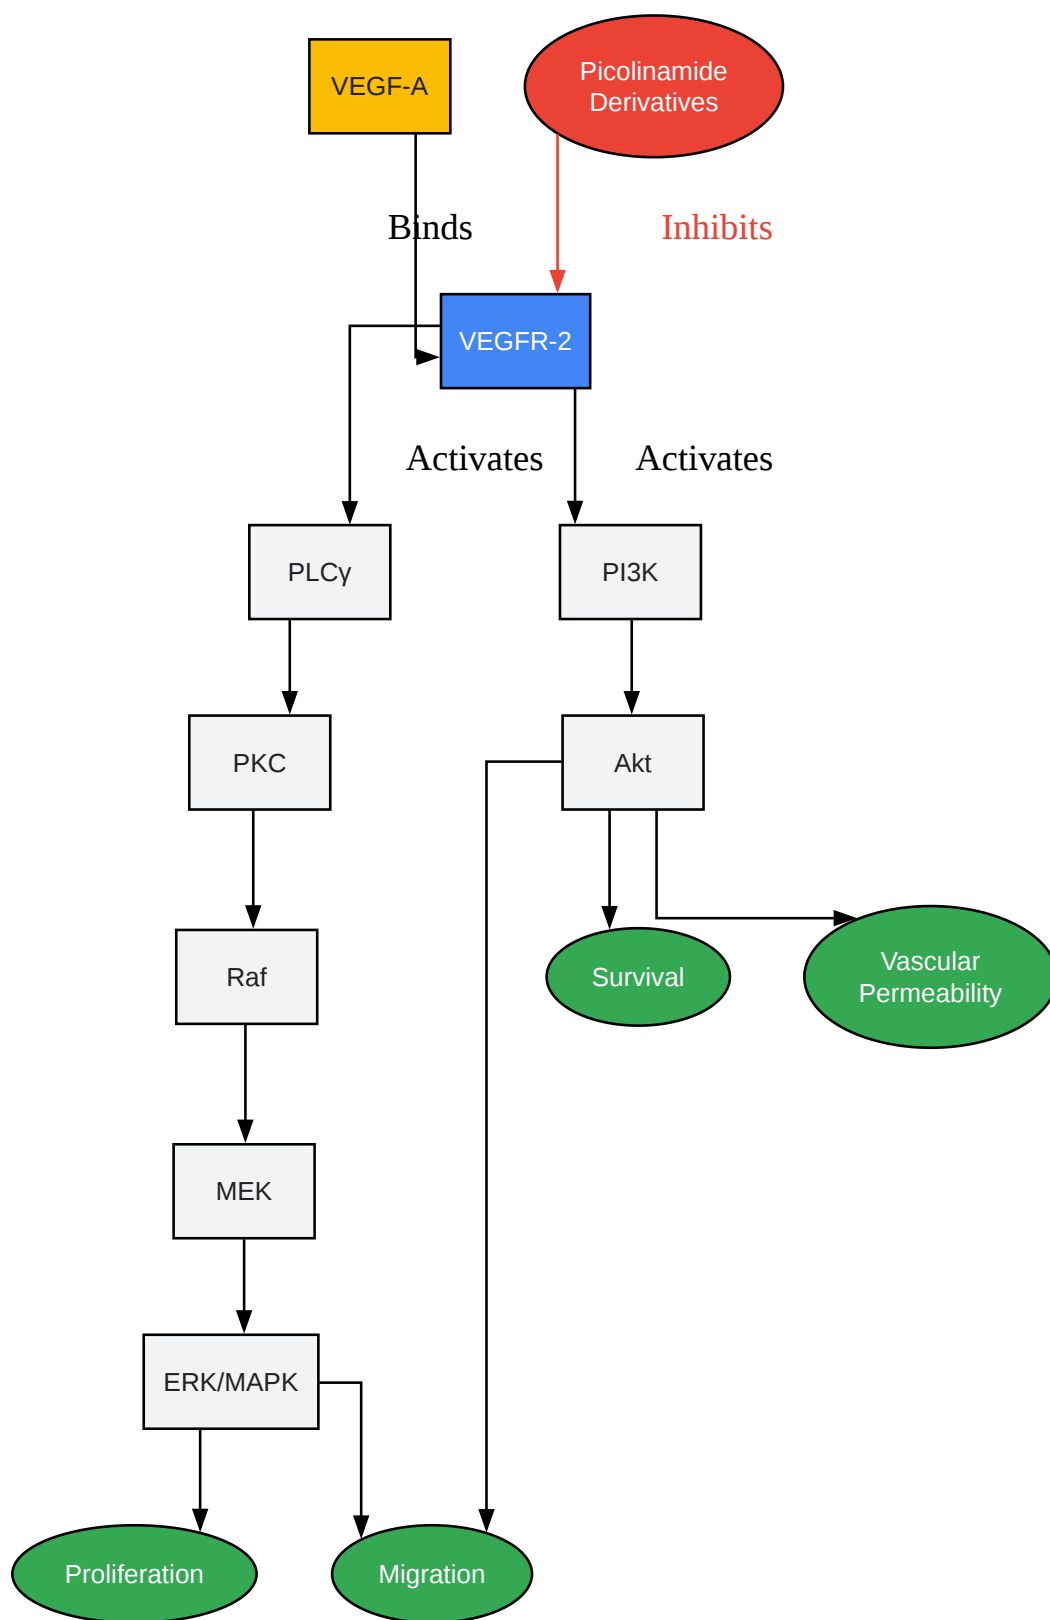 VEGF-A
Picolinamide
Derivatives
Binds
Inhibits
VEGFR-2
Activates
Activates
PLCγ
PI3K
PKC
Akt
Raf
Survival
Vascular
Permeability
MEK
ERK/MAPK
Proliferation
Migration